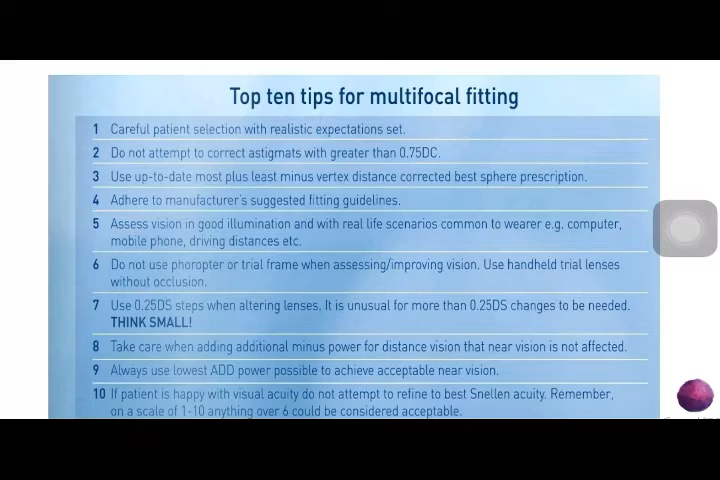 Top ten tips for multifocal fitting
1 Careful patient selection with realistic expectations set.
2 Do not attempt to correct astigmats with greater than 0.75DC.
3 Use up-to-date most plus least minus vertex distance corrected best sphere prescription.
4 Adhere to manufacturer's suggested fitting guidelines.
5 Assess vision in good illumination and with real life scenarios common to wearer e.g. computer,
mobile phone, driving distances etc.
6 Do not use phoropter or trial frame when assessing/improving vision. Use handheld trial lenses
without occlusion.
7 Use 0.25DS steps when altering lenses. It is unusual for more than 0.25DS changes to be needed.
THINK SMALL!
8 Take care when adding additional minus power for distance vision that near vision is not affected.
9 Always use lowest ADD power possible to achieve acceptable near vision.
10 If patient is happy with visual acuity do not attempt to refine to best Snellen acuity. Remember,
on a scale of 1-10 anything over 6 could be considered acceptable.